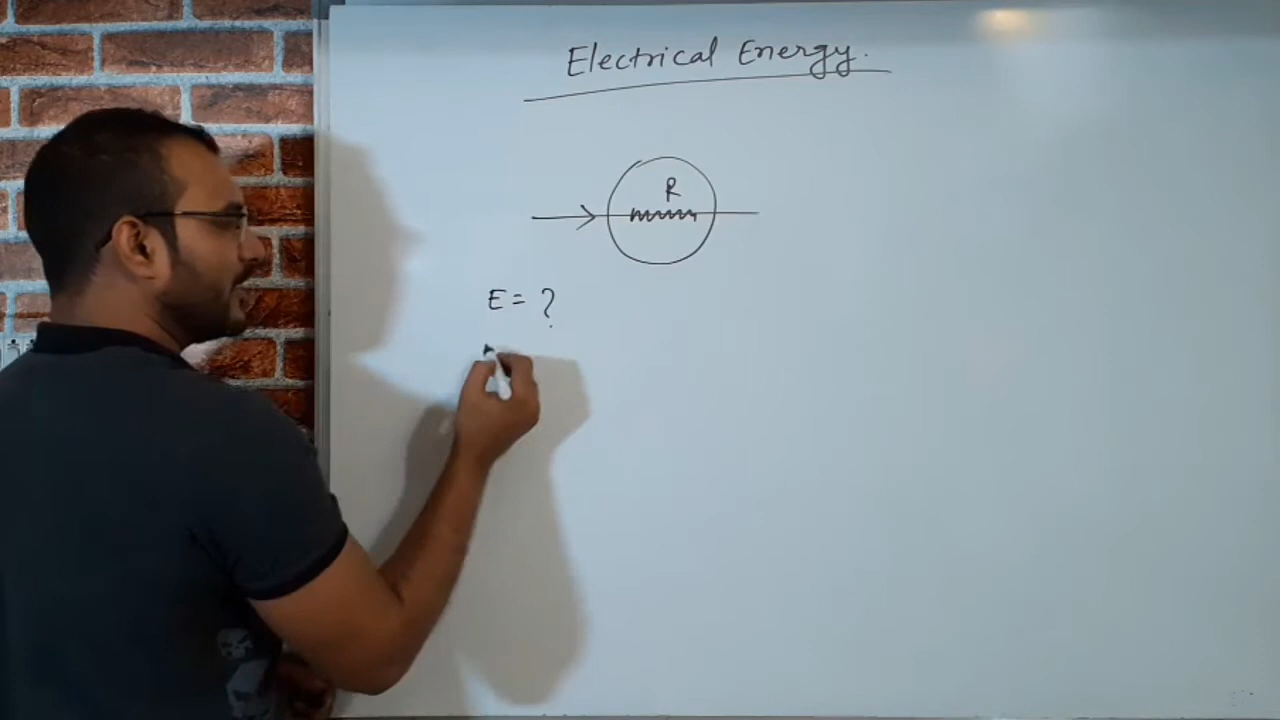 Electrical Energy.
R
E = ?